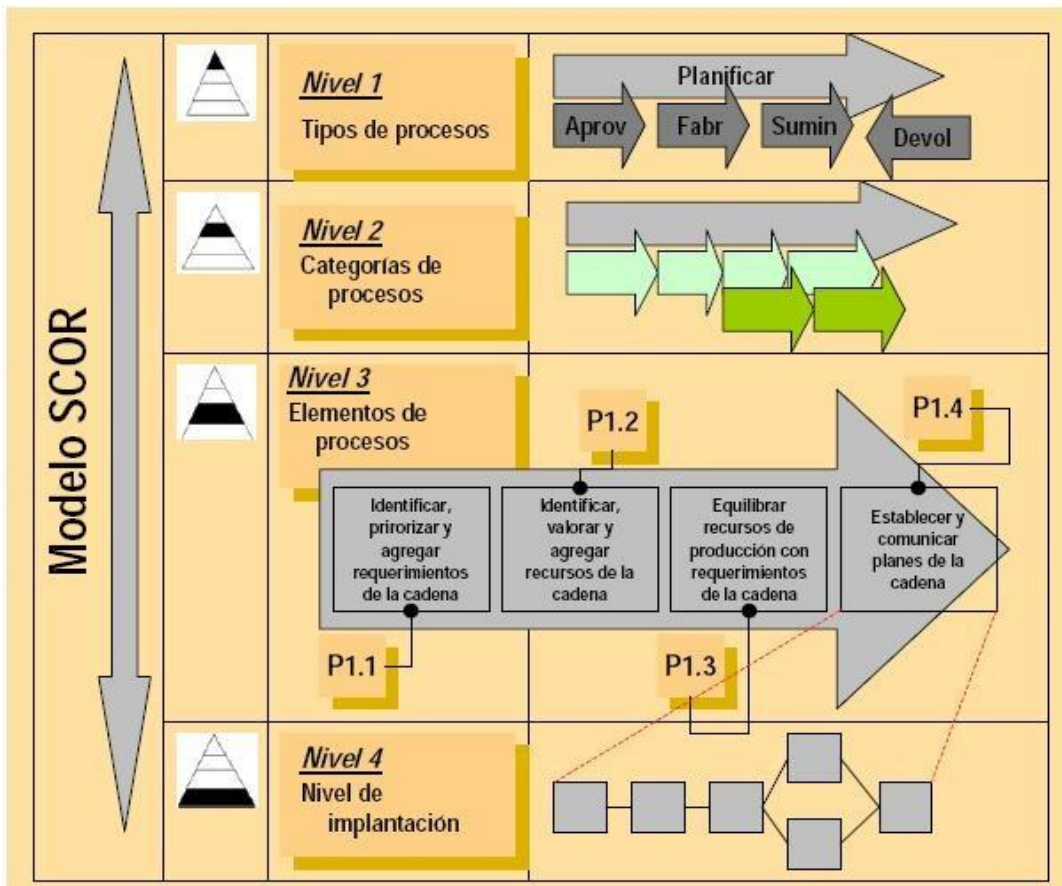 Modelo SCOR
Nivel 1
Tipos de procesos
Planificar
Aprov
Fabr
Sumin
Devol
Nivel 2
Categorías de
procesos
Nivel 3
Elementos de
procesos
P1.2
P1.4
Identificar,
prirorizar y
agregar
requerimientos
de la cadena
Identificar,
valorar y
agregar
recursos de la
cadena
Equilibrar
recursos de
producción con
requerimientos
de la cadena
Establecer y
comunicar
planes de la
cadena
P1.1
P1.3
Nivel 4
Nivel de
implantación